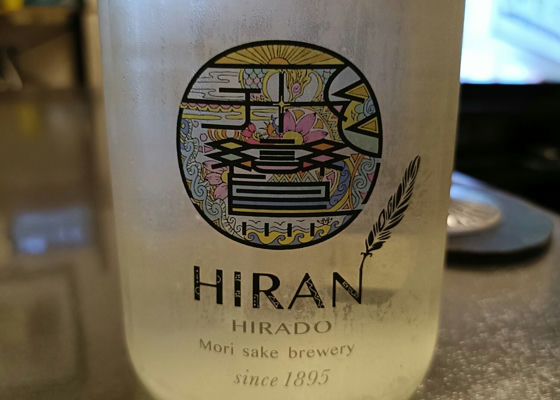 HIRAN
HIRADO
Mori sake brewery
since 1895